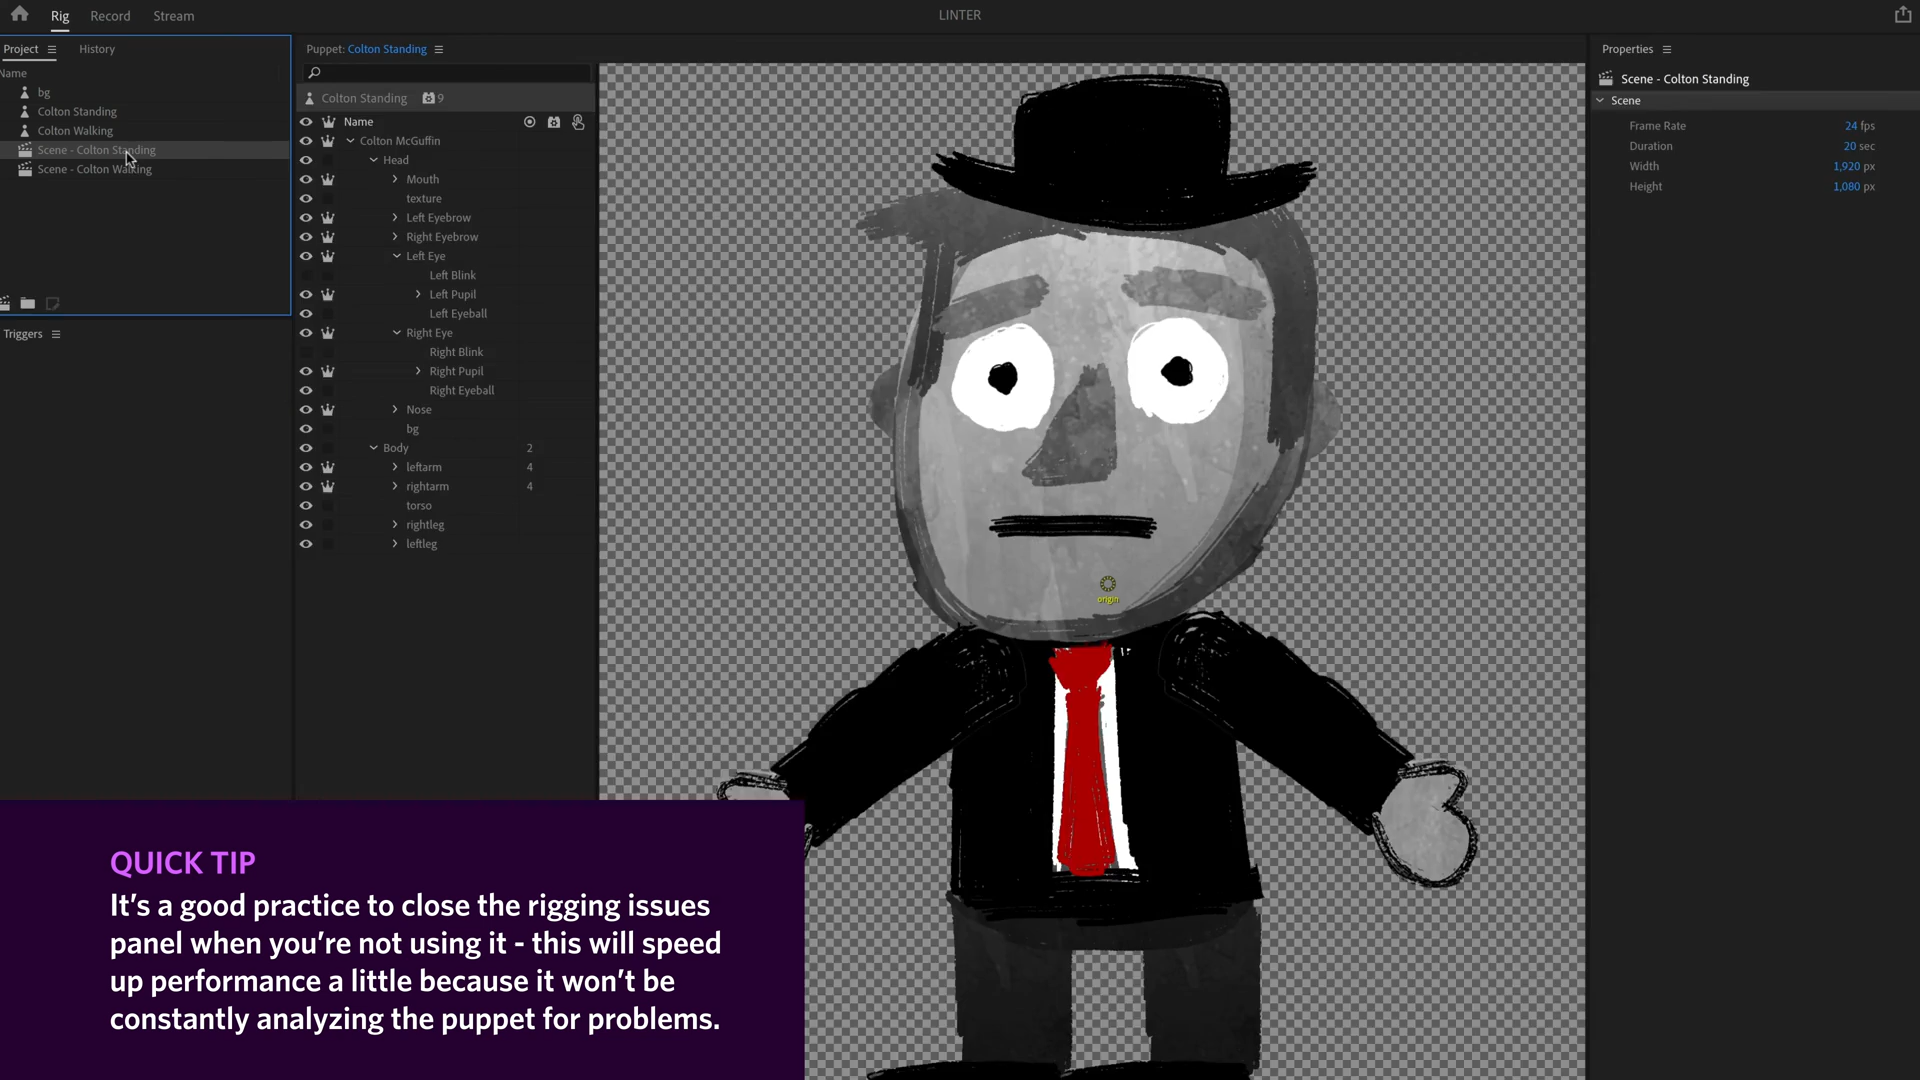 Rig Record Stream LINTER
Project History
Name
bg
Colton Standing
Colton Walking
Scene - Colton Standing
Scene - Colton Walking
Triggers
Puppet: Colton Standing
Colton Standing 9
Name
Colton McGuffin
Head
Mouth
texture
Left Eyebrow
Right Eyebrow
Left Eye
Left Blink
Left Pupil
Left Eyeball
Right Eye
Right Blink
Right Pupil
Right Eyeball
Nose
bg
Body 2
leftarm 4
rightarm 4
torso
rightleg
leftleg
origin
Properties
Scene - Colton Standing
Scene
Frame Rate 24 fps
Duration 20 sec
Width 1,920 px
Height 1,080 px
QUICK TIP
It’s a good practice to close the rigging issues
panel when you’re not using it - this will speed
up performance a little because it won’t be
constantly analyzing the puppet for problems.